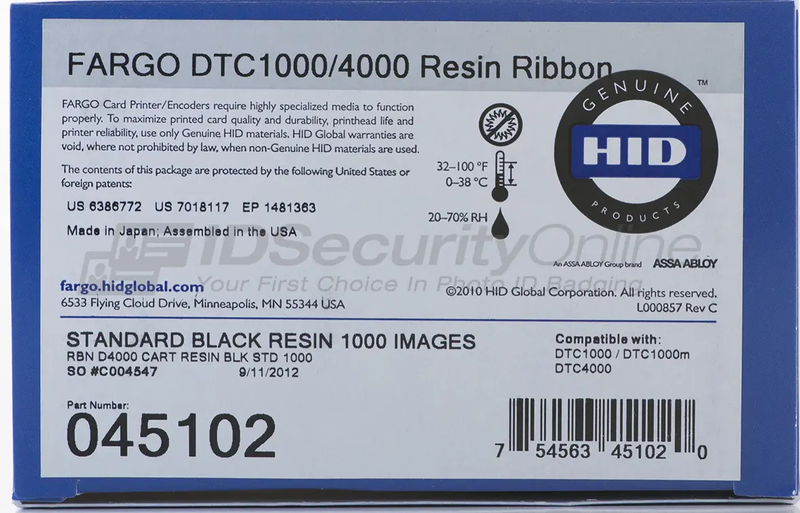 FARGO DTC1000/4000 Resin Ribbon
FARGO Card Printer/Encoders require highly specialized media to function
properly. To maximize printed card quality and durability, printhead life and
printer reliability, use only Genuine HID materials. HID Global warranties are
void, where not prohibited by law, when non-Genuine HID materials are used.
The contents of this package are protected by the following United States or
foreign patents:
US 6386772 US 7018117 EP 1481363
Made in Japan; Assembled in the USA
32–100 °F
0–38 °C
20–70% RH
GENUINE
HID
PRODUCTS
TM
An ASSA ABLOY Group brand ASSA ABLOY
IDSecurityOnline
Your First Choice In Photo ID Badging
fargo.hidglobal.com
6533 Flying Cloud Drive, Minneapolis, MN 55344 USA
©2010 HID Global Corporation. All rights reserved.
L000857 Rev C
STANDARD BLACK RESIN 1000 IMAGES
RBN D4000 CART RESIN BLK STD 1000
SO #C004547 9/11/2012
Compatible with:
DTC1000 / DTC1000m
DTC4000
Part Number:
045102
7 54563 45102 0